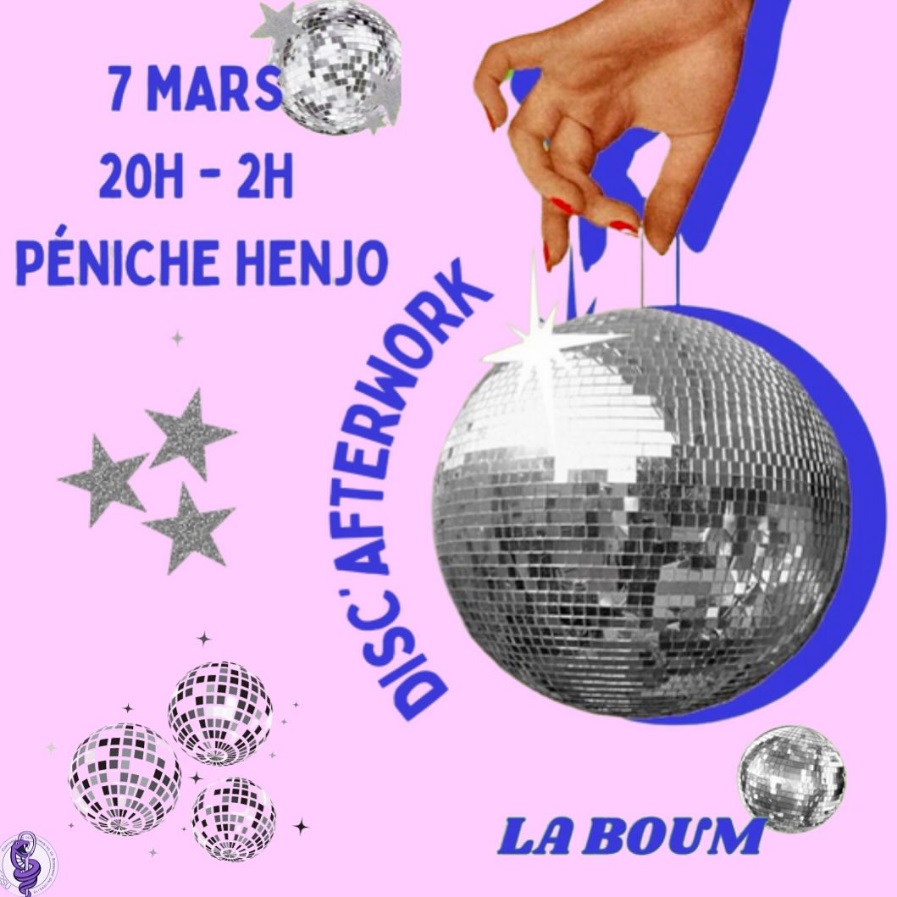 7 MARS
20H - 2H
PÉNICHE HENJO
DISC' AFTERWORK
LA BOUM